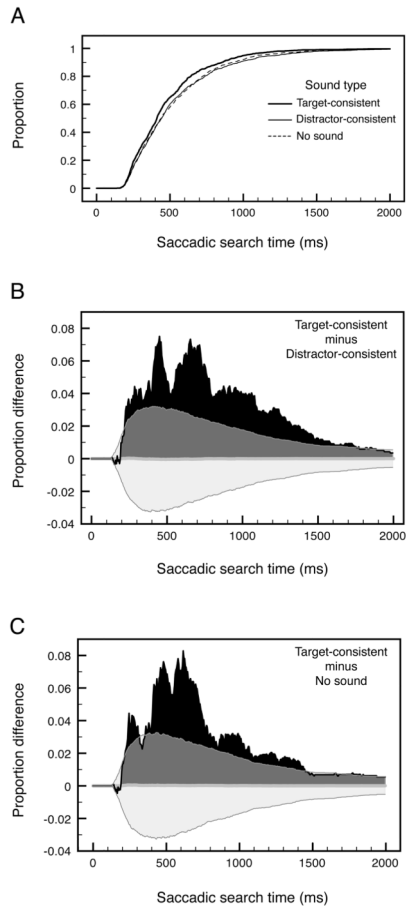 A
Proportion
1
0.8
0.6
0.4
0.2
0
Sound type
Target-consistent
Distractor-consistent
No sound
0 500 1000 1500 2000
Saccadic search time (ms)
B
Proportion difference
0.08
0.06
0.04
0.02
0
-0.02
-0.04
Target-consistent
minus
Distractor-consistent
0 500 1000 1500 2000
Saccadic search time (ms)
C
Proportion difference
0.08
0.06
0.04
0.02
0
-0.02
-0.04
Target-consistent
minus
No sound
0 500 1000 1500 2000
Saccadic search time (ms)